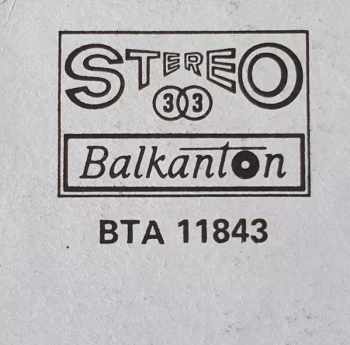 STEREO
33
Balkanton
BTA 11843